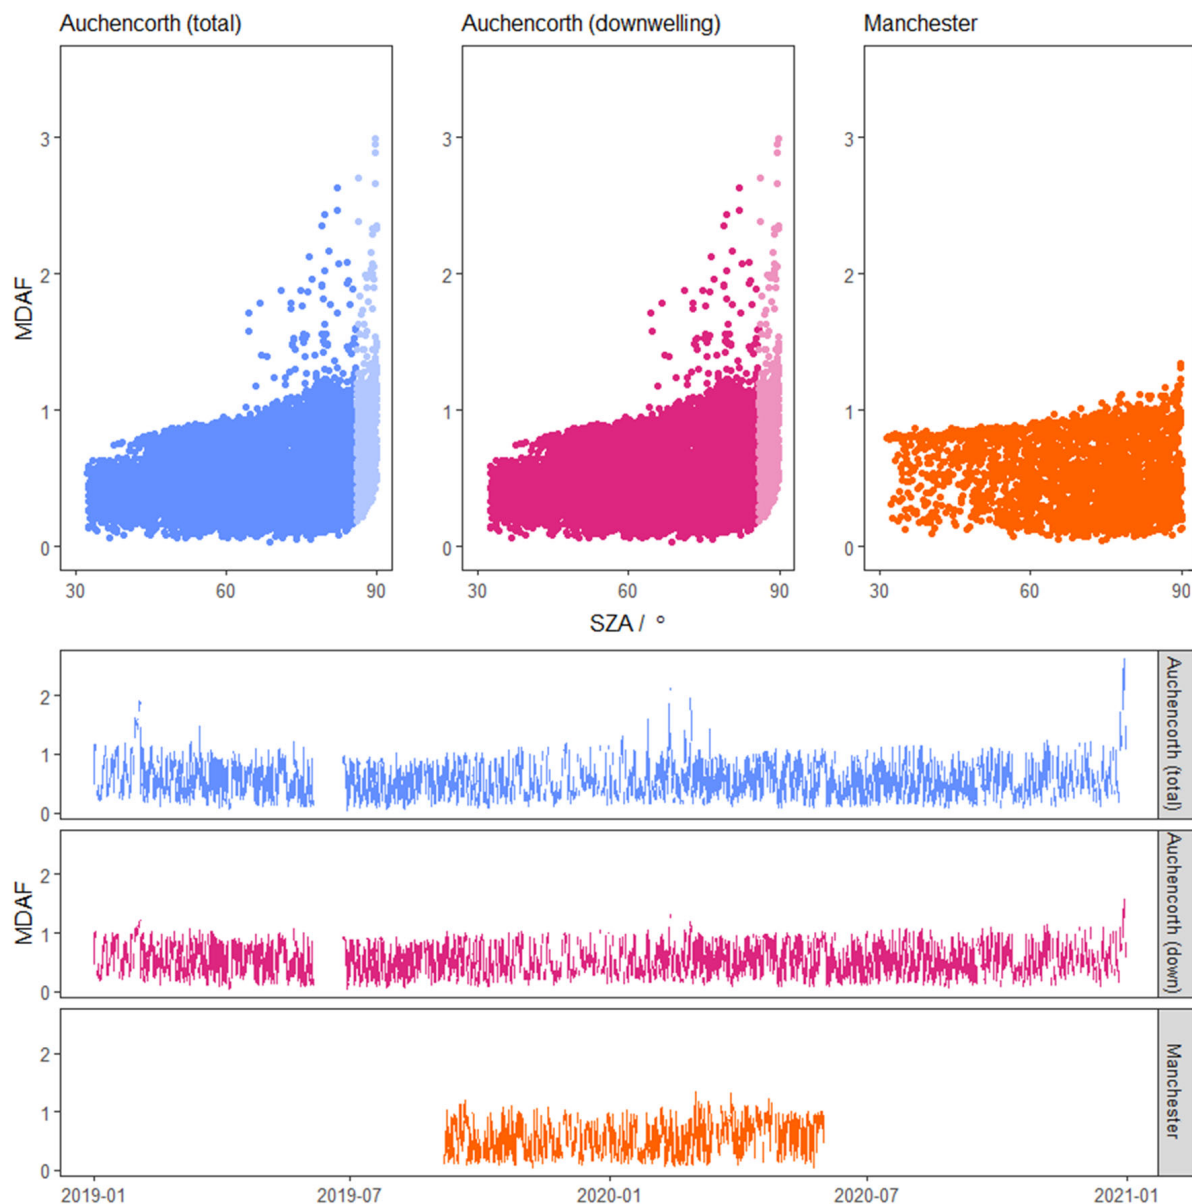 Auchencorth (total) Auchencorth (downwelling) Manchester
MDAF
3 3 3
2 2 2
1 1 1
0 0 0
30 60 90 30 60 90 30 60 90
SZA / °
MDAF
2
1
0
Auchencorth (total)
2
1
0
Auchencorth (down)
2
1
0
Manchester
2019-01 2019-07 2020-01 2020-07 2021-01